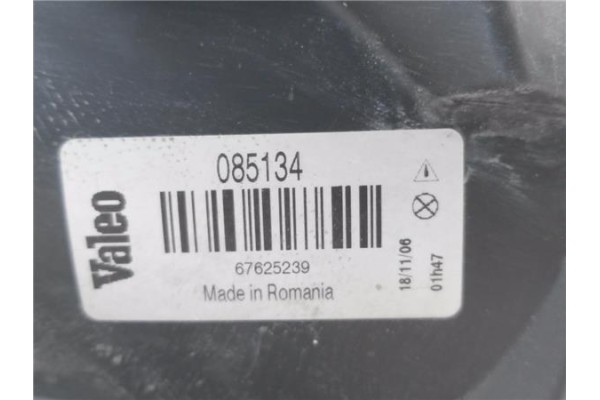 Valeo
085134
67625239
Made in Romania
18/11/06
01h47